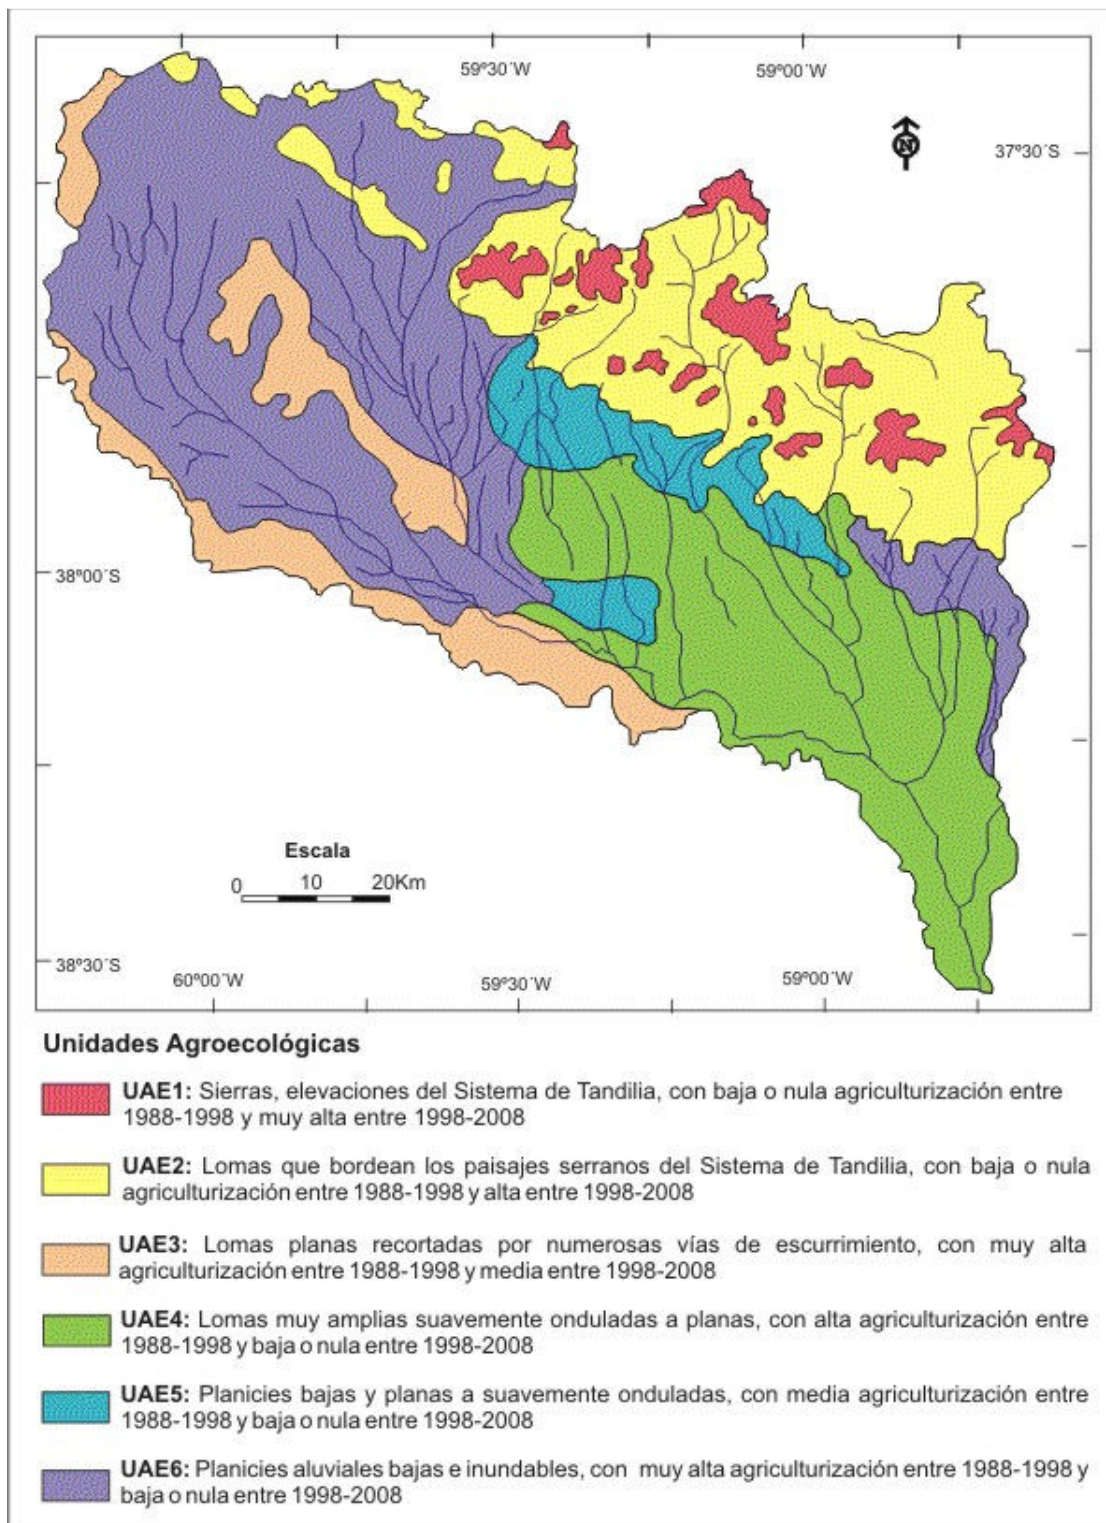 59º30´W
59º00´W
N
37º30´S
38º00´S
Escala
0 10 20Km
38º30´S
60º00´W
59º30´W
59º00´W
Unidades Agroecológicas
UAE1: Sierras, elevaciones del Sistema de Tandilia, con baja o nula agriculturización entre
1988-1998 y muy alta entre 1998-2008
UAE2: Lomas que bordean los paisajes serranos del Sistema de Tandilia, con baja o nula
agriculturización entre 1988-1998 y alta entre 1998-2008
UAE3: Lomas planas recortadas por numerosas vías de escurrimiento, con muy alta
agriculturización entre 1988-1998 y media entre 1998-2008
UAE4: Lomas muy amplias suavemente onduladas a planas, con alta agriculturización entre
1988-1998 y baja o nula entre 1998-2008
UAE5: Planicies bajas y planas a suavemente onduladas, con media agriculturización entre
1988-1998 y baja o nula entre 1998-2008
UAE6: Planicies aluviales bajas e inundables, con muy alta agriculturización entre 1988-1998 y
baja o nula entre 1998-2008